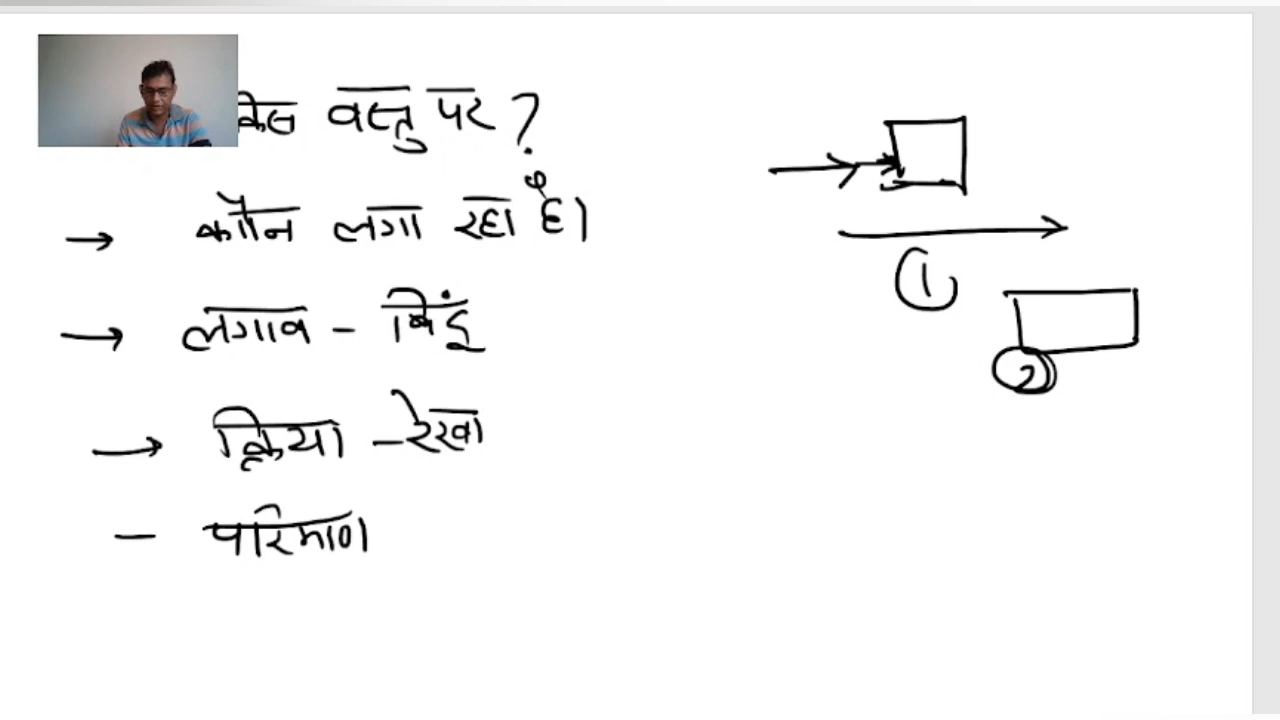 किस वस्तु पर ?
→ कौन लगा रहा है।
→ लगाव - बिंदू
→ क्रिया - रेखा
- परिमाण
1
2